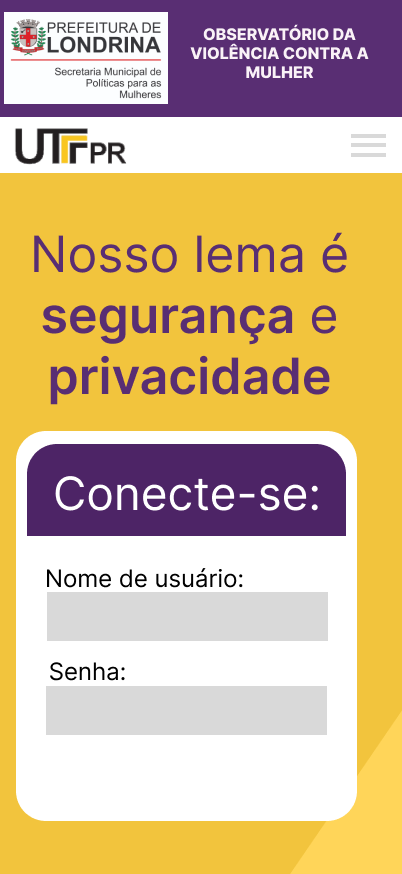 PREFEITURA DE
LONDRINA
Secretaria Municipal de
Políticas para as
Mulheres
OBSERVATÓRIO DA
VIOLÊNCIA CONTRA A
MULHER
UTFPR
Nosso lema é
segurança e
privacidade
Conecte-se:
Nome de usuário:
Senha: